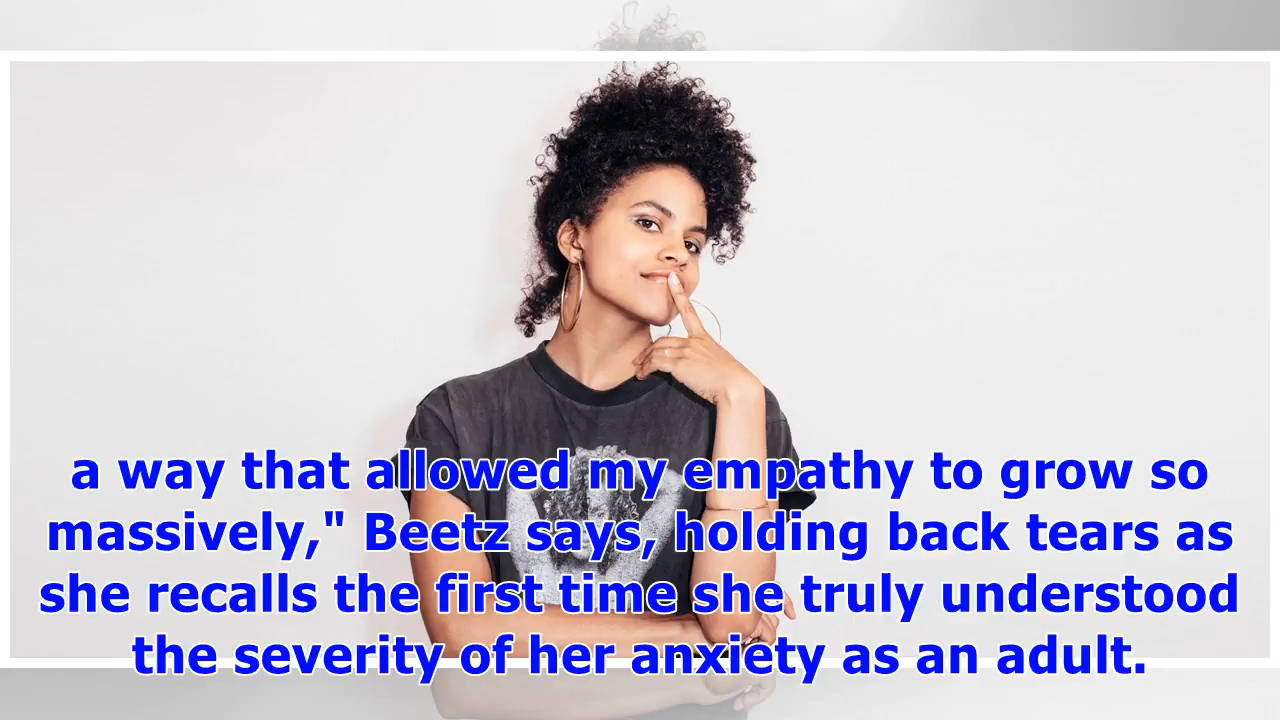 a way that allowed my empathy to grow so
massively," Beetz says, holding back tears as
she recalls the first time she truly understood
the severity of her anxiety as an adult.